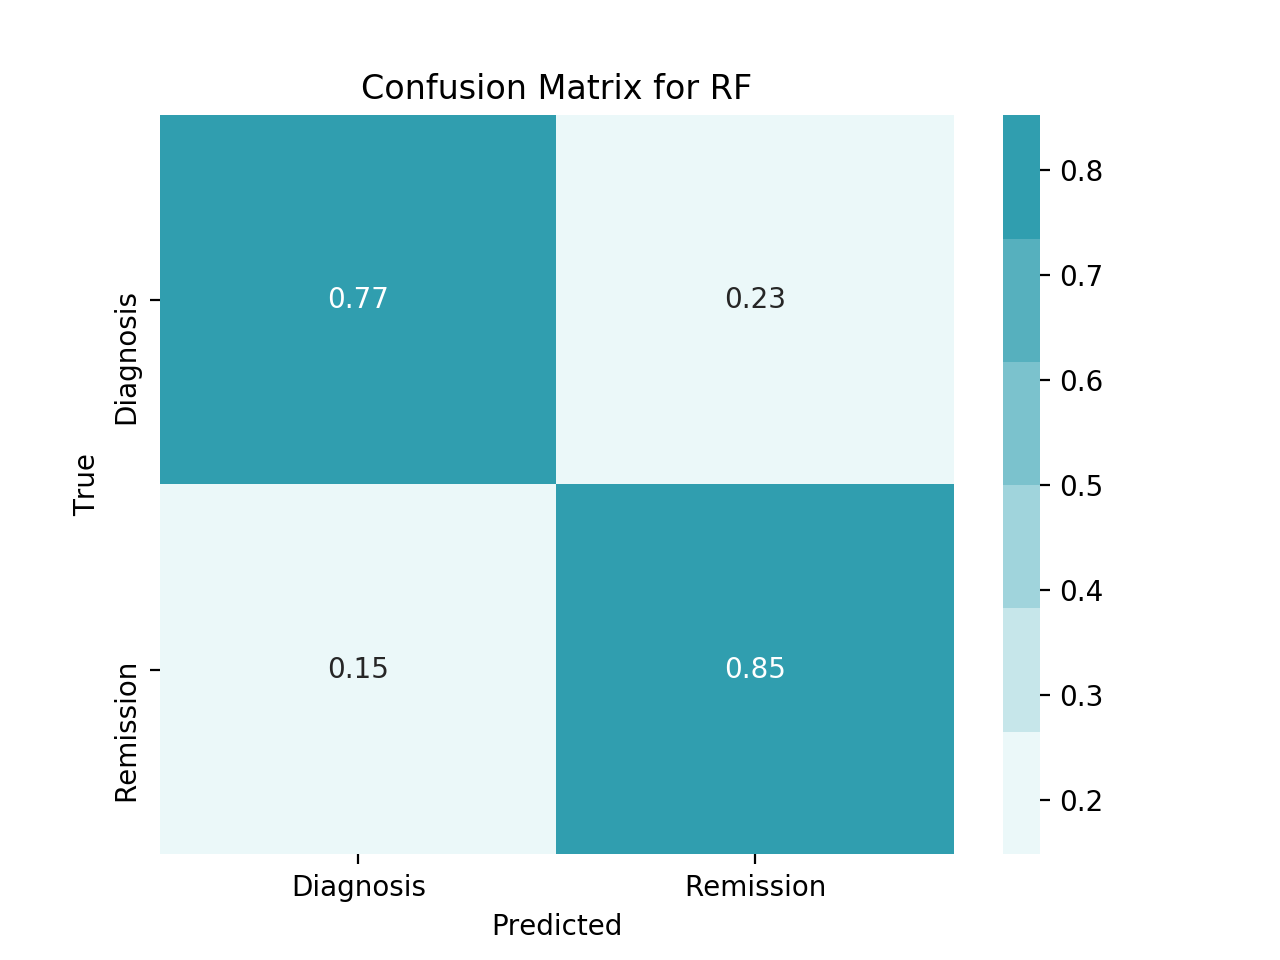 Confusion Matrix for RF
True
Diagnosis
0.77
0.23
Remission
0.15
0.85
Diagnosis
Remission
Predicted
0.8
0.7
0.6
0.5
0.4
0.3
0.2